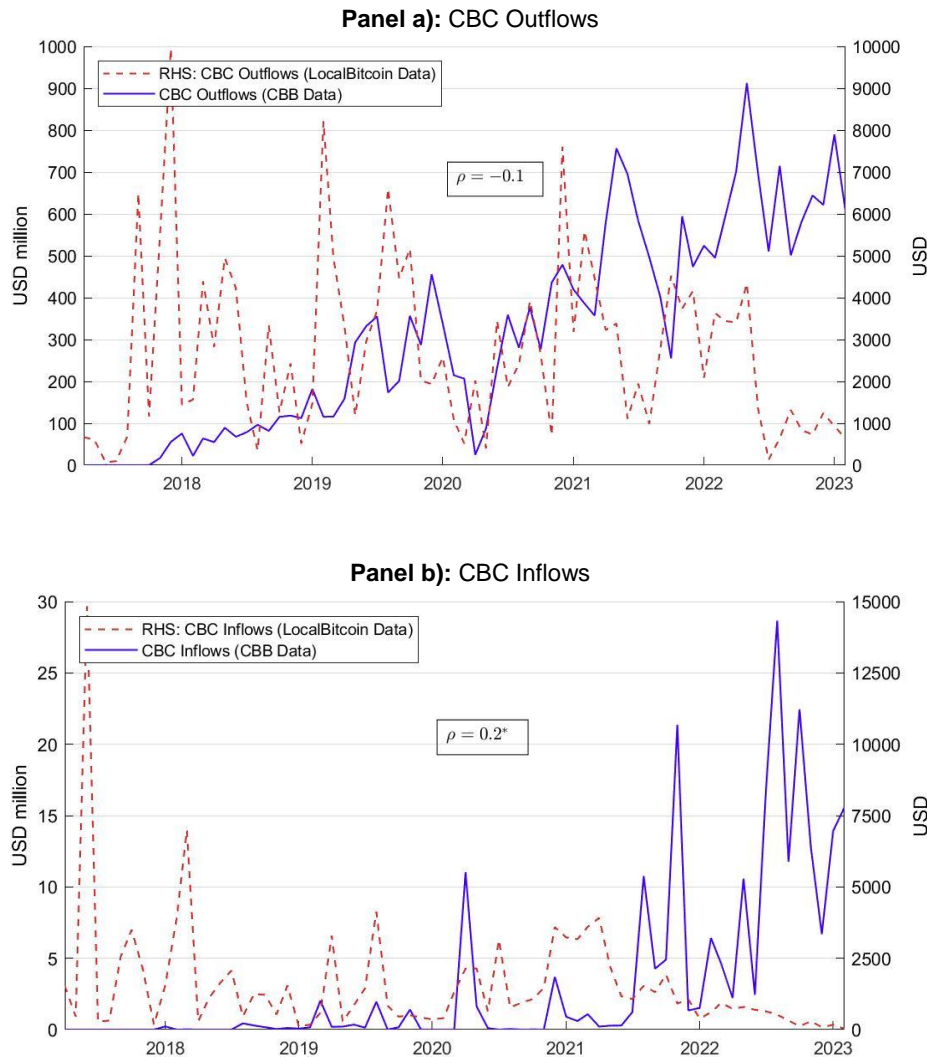 Panel a): CBC Outflows
RHS: CBC Outflows (LocalBitcoin Data)
CBC Outflows (CBB Data)
ρ = −0.1
USD million
USD
1000
900
800
700
600
500
400
300
200
100
0
10000
9000
8000
7000
6000
5000
4000
3000
2000
1000
0
2018 2019 2020 2021 2022 2023
Panel b): CBC Inflows
RHS: CBC Inflows (LocalBitcoin Data)
CBC Inflows (CBB Data)
ρ = 0.2*
USD million
USD
30
25
20
15
10
5
0
15000
12500
10000
7500
5000
2500
0
2018 2019 2020 2021 2022 2023